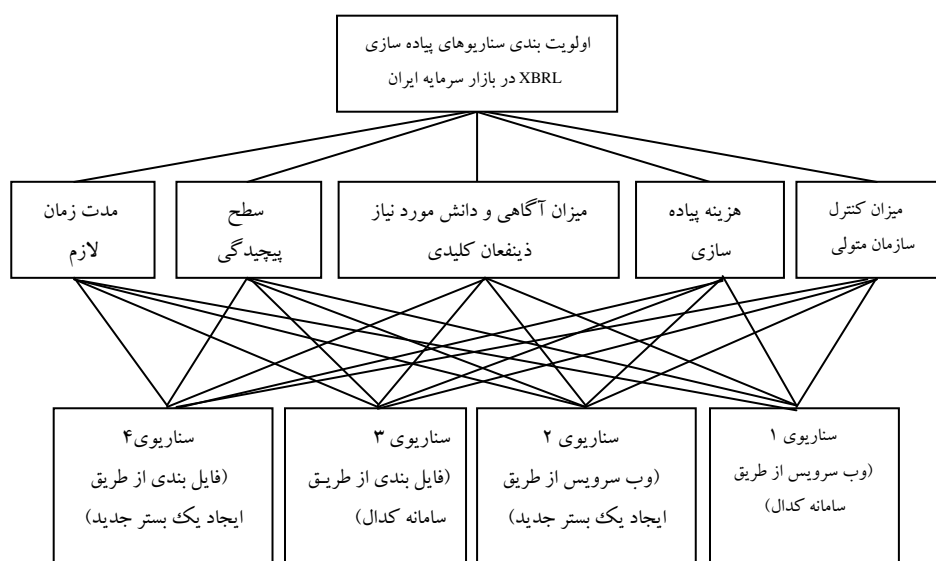 اولویت بندی سناریوهای پیاده سازی
XBRL در بازار سرمایه ایران
میزان کنترل
سازمان متولی
هزینه پیاده
سازی
میزان آگاهی و دانش مورد نیاز
ذینفعان کلیدی
سطح
پیچیدگی
مدت زمان
لازم
سناریوی ۱
(وب سرویس از طریق
سامانه کدال)
سناریوی ۲
(وب سرویس از طریق
ایجاد یک بستر جدید)
سناریوی ۳
(فایل بندی از طریـق
سامانه کدال)
سناریوی۴
(فایل بندی از طریق
ایجاد یک بستر جدید)